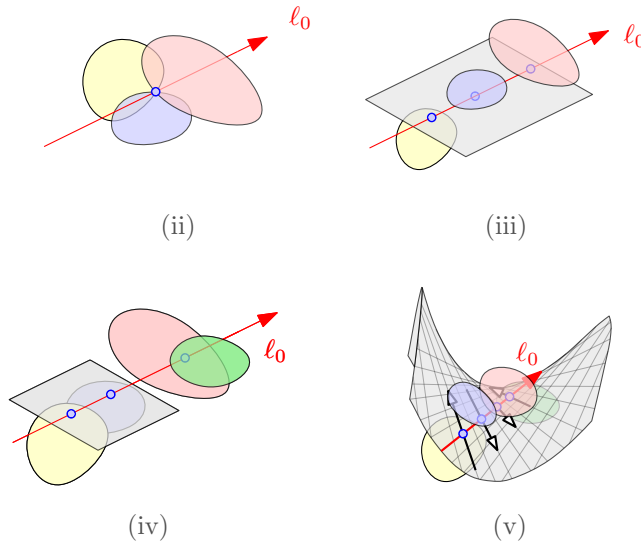 ℓ₀
ℓ₀
(ii)
(iii)
ℓ₀
ℓ₀
(iv)
(v)